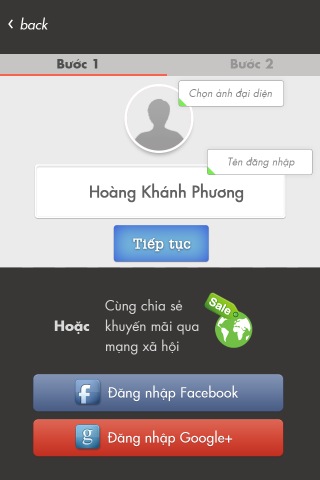 back
Bước 1
Bước 2
Chọn ảnh đại diện
Tên đăng nhập
Hoàng Khánh Phương
Tiếp tục
Hoặc
Cùng chia sẻ
khuyến mãi qua
mạng xã hội
Sale
f Đăng nhập Facebook
g Đăng nhập Google+